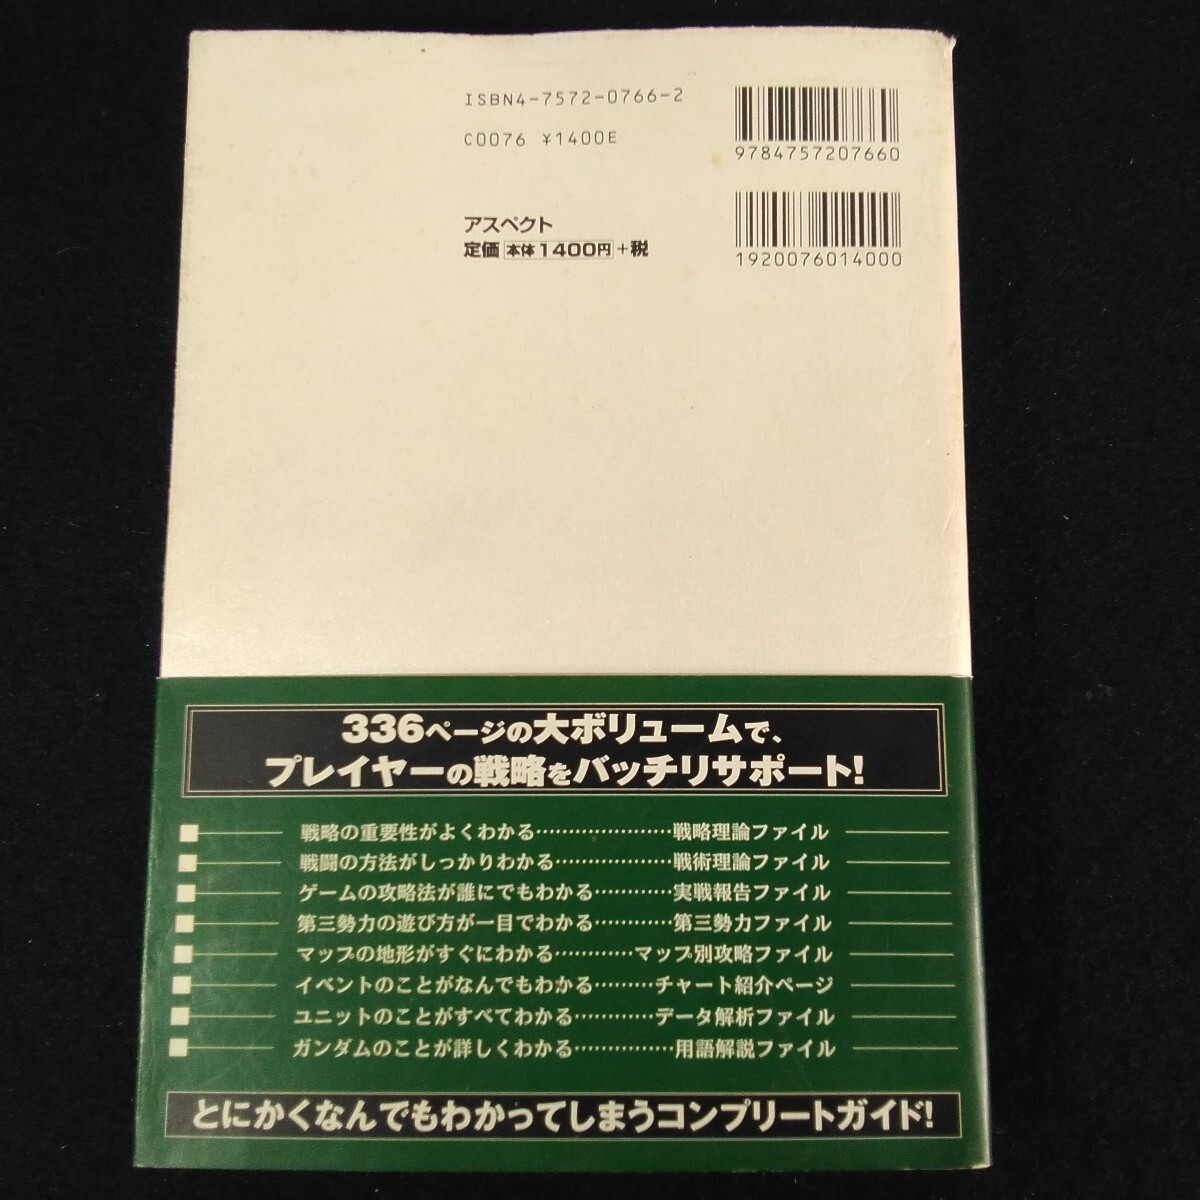 ISBN4-7572-0766-2
C0076 ¥1400E
9784757207660
アスペクト
定価 本体1400円+税
1920076014000
336ページの大ボリュームで、
プレイヤーの戦略をバッチリサポート!
戦略の重要性がよくわかる…………………戦略理論ファイル
戦闘の方法がしっかりわかる………………戦術理論ファイル
ゲームの攻略法が誰にでもわかる…………実戦報告ファイル
第三勢力の遊び方が一目でわかる…………第三勢力ファイル
マップの地形がすぐにわかる…………マップ別攻略ファイル
イベントのことがなんでもわかる………チャート紹介ページ
ユニットのことがすべてわかる…………データ解析ファイル
ガンダムのことが詳しくわかる……………用語解説ファイル
とにかくなんでもわかってしまうコンプリートガイド!